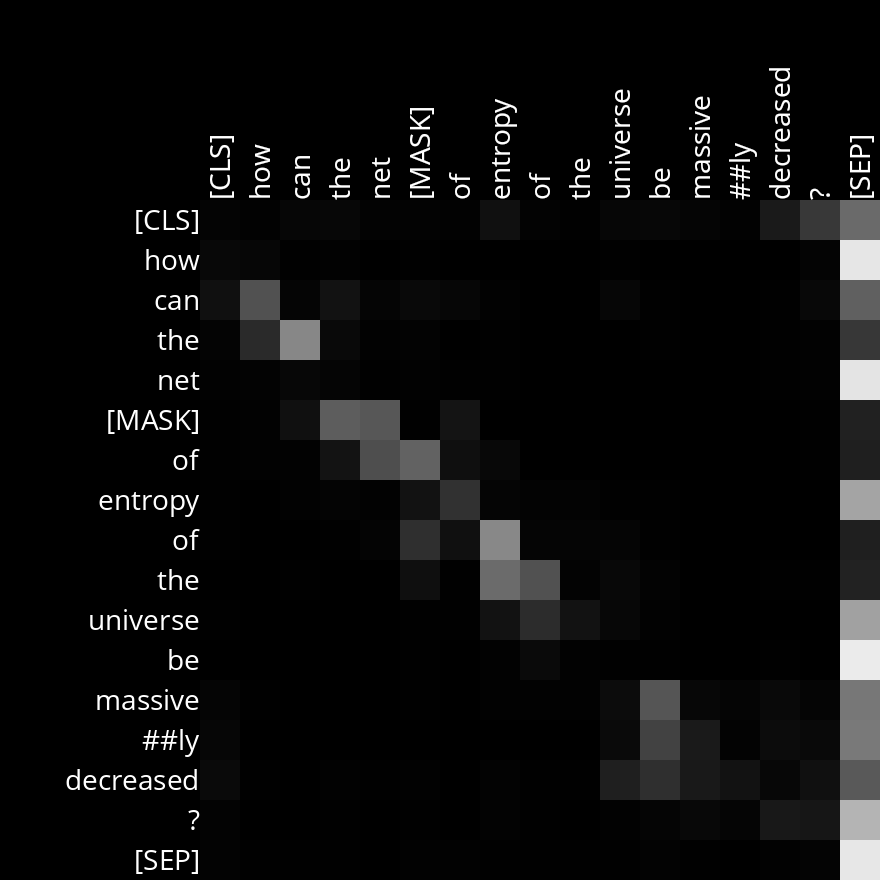 [CLS] how can the net [MASK] of entropy of the universe be massive ##ly decreased ? [SEP]
[CLS]
how
can
the
net
[MASK]
of
entropy
of
the
universe
be
massive
##ly
decreased
?
[SEP]